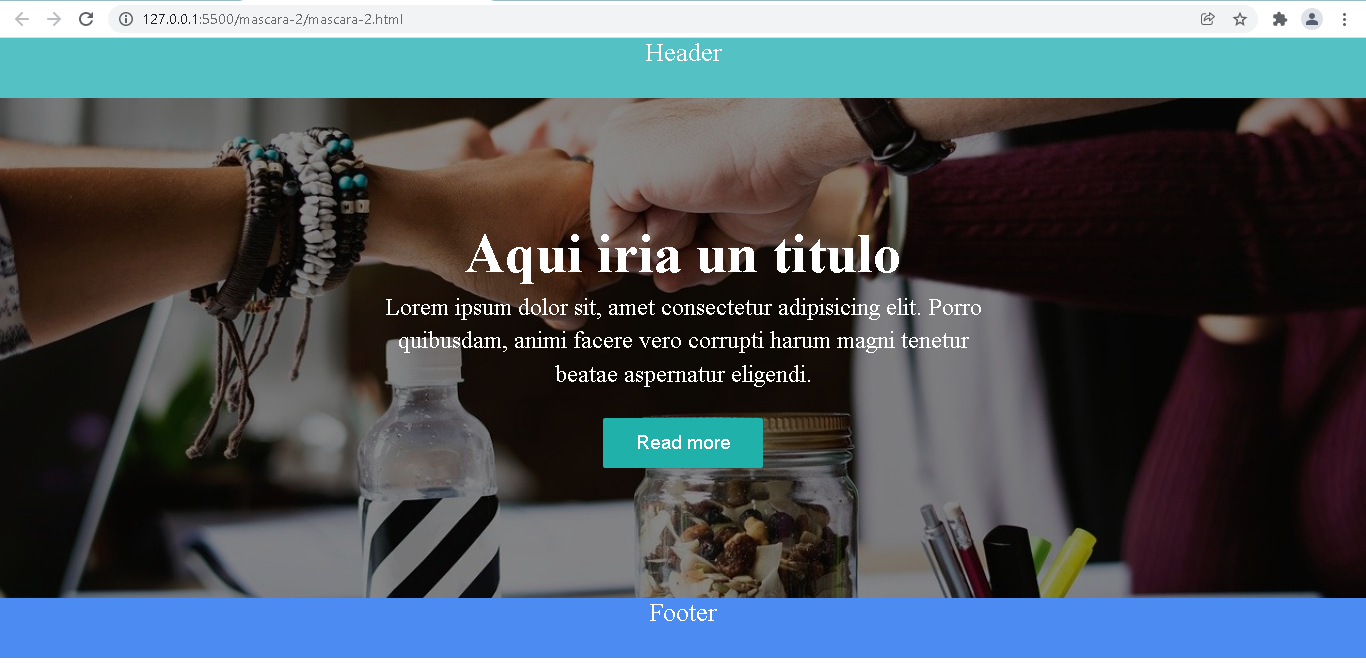 127.0.0.1:5500/mascara-2/mascara-2.html
Header
Aqui iria un titulo
Lorem ipsum dolor sit, amet consectetur adipisicing elit. Porro
quibusdam, animi facere vero corrupti harum magni tenetur
beatae aspernatur eligendi.
Read more
Footer